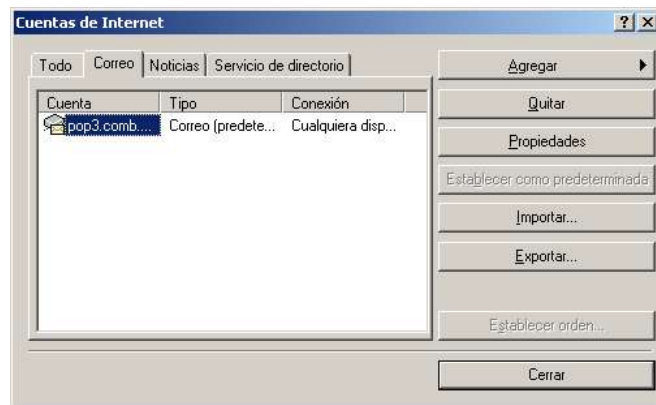 Cuentas de Internet
Todo Correo Noticias Servicio de directorio
Cuenta Tipo Conexión
pop3.comb.... Correo (predete... Cualquiera disp...
Agregar
Quitar
Propiedades
Establecer como predeterminada
Importar...
Exportar...
Establecer orden...
Cerrar